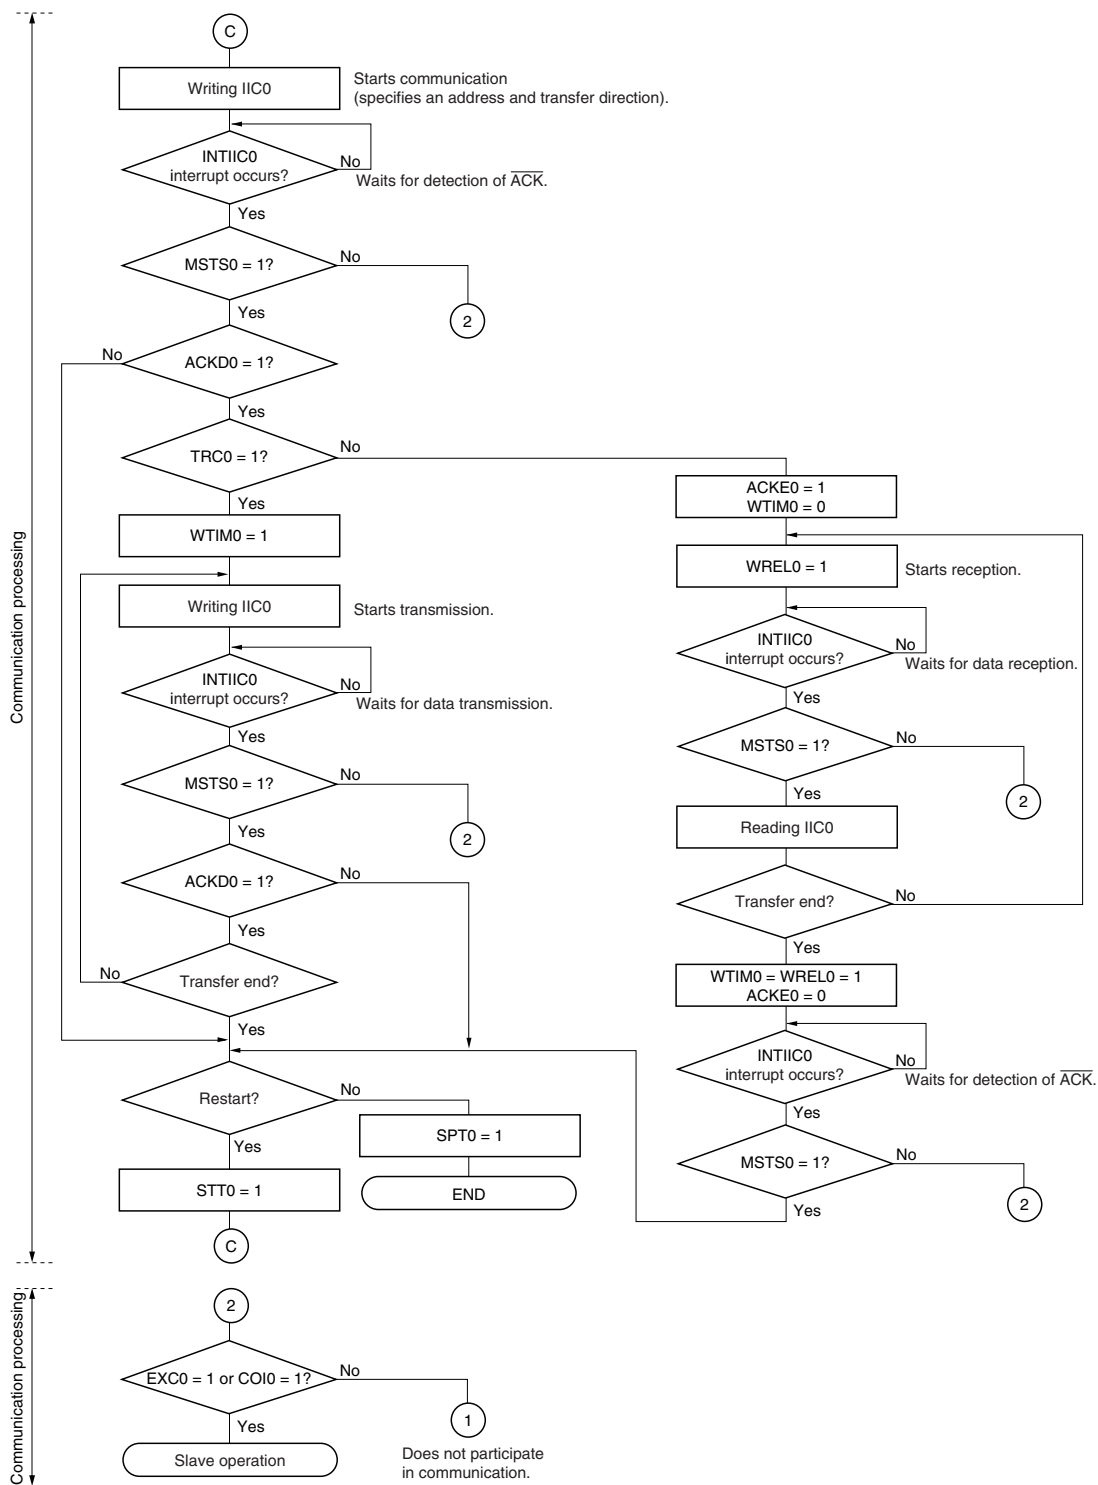 C
Writing IIC0
Starts communication
(specifies an address and transfer direction).
INTIIC0
interrupt occurs?
No
Waits for detection of ACK.
Yes
MSTS0 = 1?
No
2
Yes
ACKD0 = 1?
No
Yes
TRC0 = 1?
No
Yes
WTIM0 = 1
Writing IIC0
Starts transmission.
INTIIC0
interrupt occurs?
No
Waits for data transmission.
Yes
MSTS0 = 1?
No
2
Yes
ACKD0 = 1?
No
Yes
Transfer end?
No
Yes
Restart?
No
SPT0 = 1
END
Yes
STT0 = 1
C
ACKE0 = 1
WTIM0 = 0
WREL0 = 1
Starts reception.
INTIIC0
interrupt occurs?
No
Waits for data reception.
Yes
MSTS0 = 1?
No
2
Yes
Reading IIC0
Transfer end?
No
Yes
WTIM0 = WREL0 = 1
ACKE0 = 0
INTIIC0
interrupt occurs?
No
Waits for detection of ACK.
Yes
MSTS0 = 1?
No
2
Yes
Communication processing
2
EXC0 = 1 or COI0 = 1?
No
1
Does not participate
in communication.
Yes
Slave operation
Communication processing